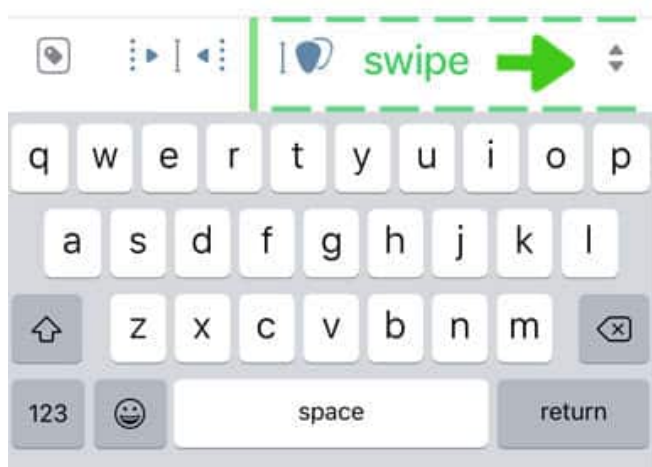 swipe
q w e r t y u i o p
a s d f g h j k l
z x c v b n m
123 space return